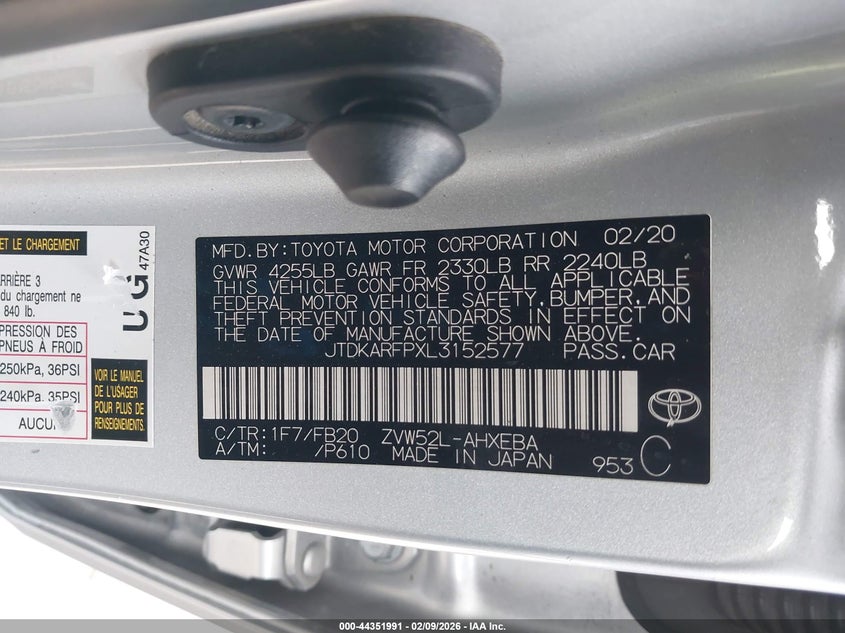 MFD.BY:TOYOTA MOTOR CORPORATION 02/20
GVWR 4255LB GAWR FR 2330LB RR 2240LB
THIS VEHICLE CONFORMS TO ALL APPLICABLE
FEDERAL MOTOR VEHICLE SAFETY, BUMPER, AND
THEFT PREVENTION STANDARDS IN EFFECT ON
THE DATE OF MANUFACTURE SHOWN ABOVE.
JTDKARFPXL3152577 PASS.CAR
C/TR:1F7/FB20 ZVW52L-AHXEBA
A/TM: /P610 MADE IN JAPAN 953 C
ET LE CHARGEMENT
ARRIÈRE 3
du chargement ne
840 lb.
PRESSION DES
PNEUS À FROID
250kPa, 36PSI
240kPa, 35PSI
47A30
VOIR LE MANUEL
DE L'USAGER
POUR PLUS DE
RENSEIGNEMENTS
000-44351991 - 02/09/2026 - IAA Inc.